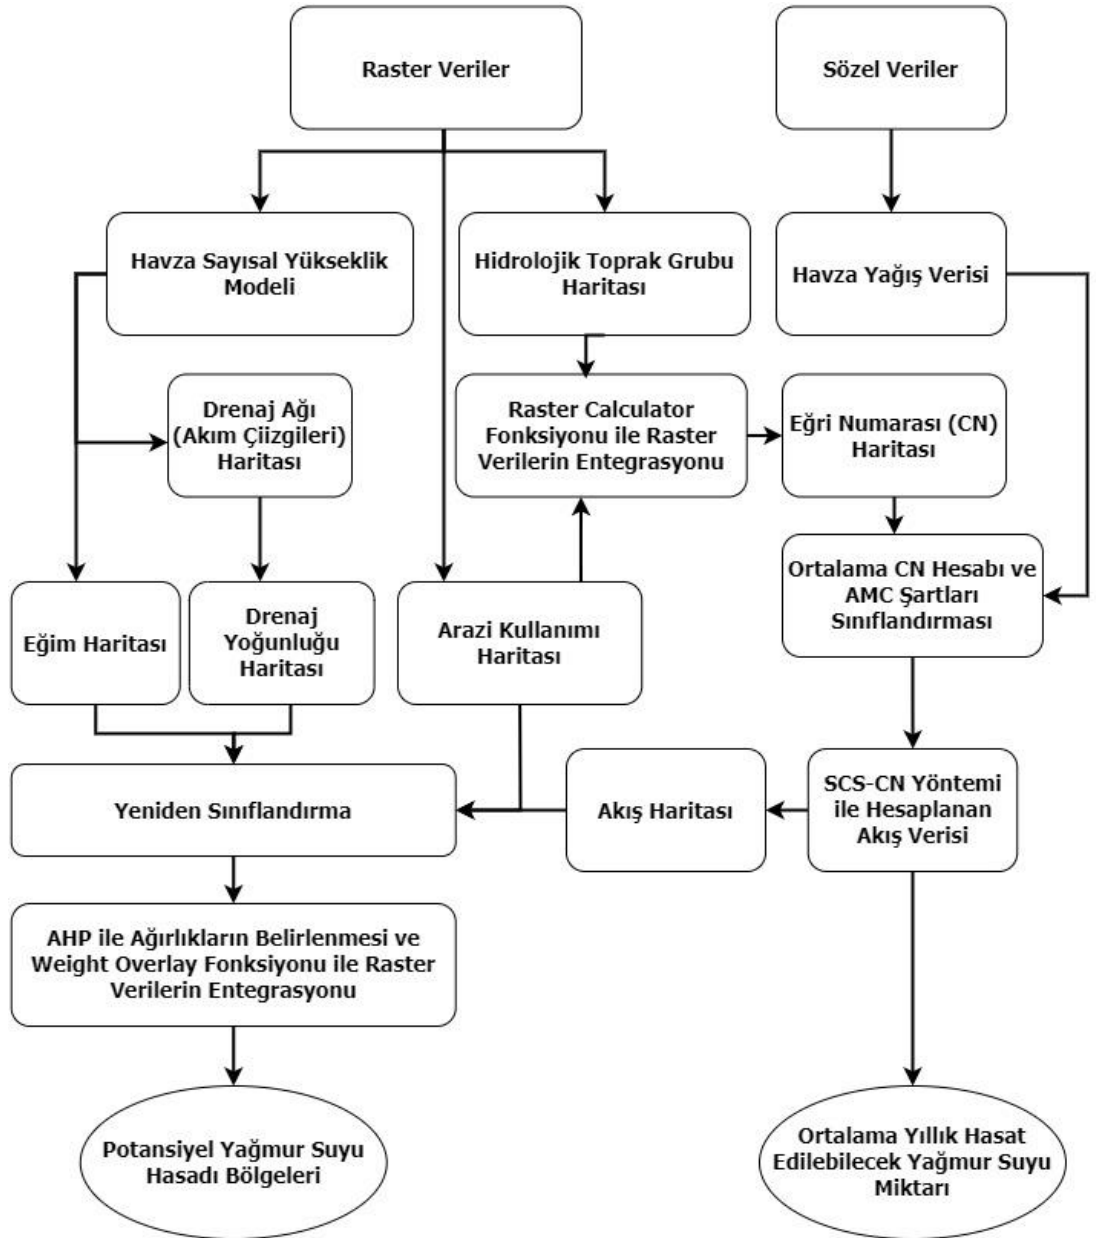 Raster Veriler
Sözel Veriler
Havza Sayısal Yükseklik
Modeli
Hidrolojik Toprak Grubu
Haritası
Havza Yağış Verisi
Drenaj Ağı
(Akım Çiizgileri)
Haritası
Raster Calculator
Fonksiyonu ile Raster
Verilerin Entegrasyonu
Eğri Numarası (CN)
Haritası
Eğim Haritası
Drenaj
Yoğunluğu
Haritası
Arazi Kullanımı
Haritası
Ortalama CN Hesabı ve
AMC Şartları
Sınıflandırması
Yeniden Sınıflandırma
Akış Haritası
SCS-CN Yöntemi
ile Hesaplanan
Akış Verisi
AHP ile Ağırlıkların Belirlenmesi ve
Weight Overlay Fonksiyonu ile Raster
Verilerin Entegrasyonu
Potansiyel Yağmur Suyu
Hasadı Bölgeleri
Ortalama Yıllık Hasat
Edilebilecek Yağmur Suyu
Miktarı